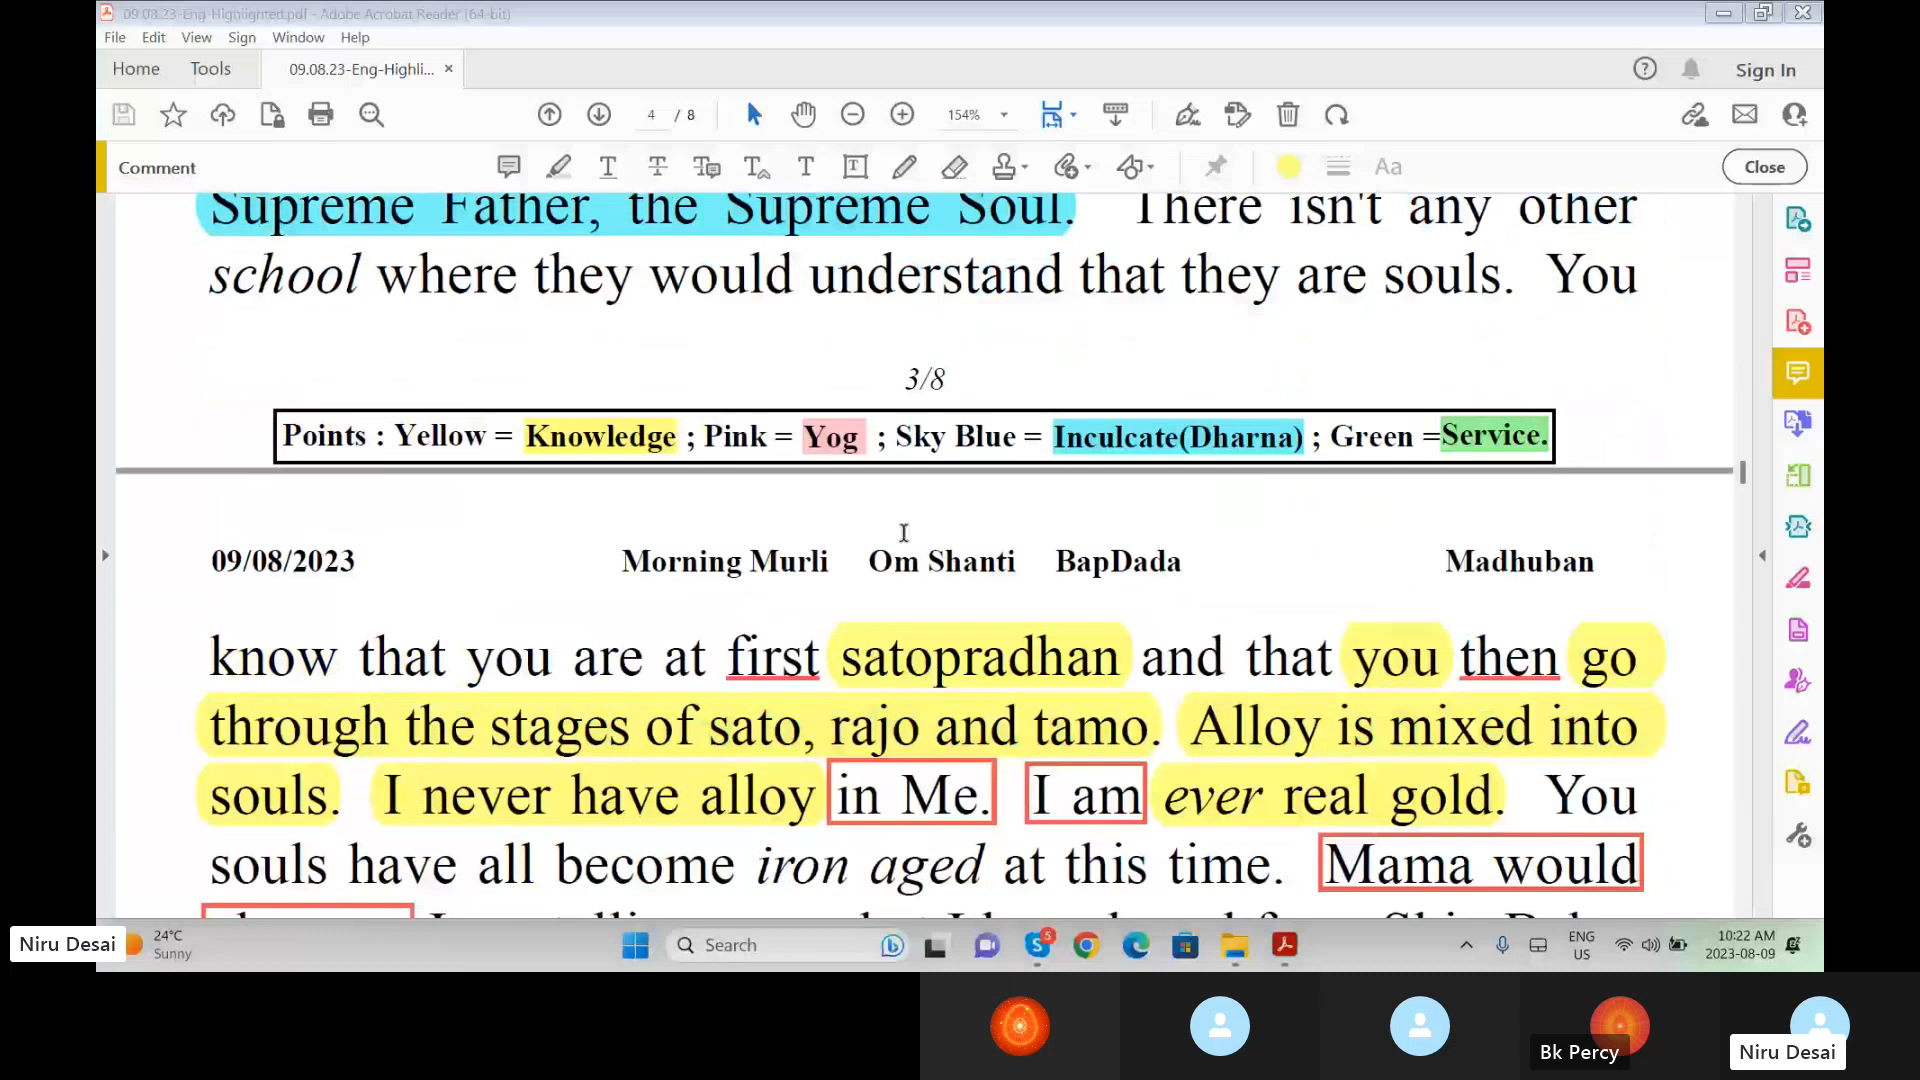 09.08.23-Eng-Highlighted.pdf - Adobe Acrobat Reader (64-bit)
File Edit View Sign Window Help
Home Tools 09.08.23-Eng-Highli... × Sign In
4 / 8 154%
Comment Close
Supreme Father, the Supreme Soul. There isn't any other
school where they would understand that they are souls. You
3/8
Points : Yellow = Knowledge ; Pink = Yog ; Sky Blue = Inculcate(Dharna) ; Green =Service.
09/08/2023 Morning Murli Om Shanti BapDada Madhuban
know that you are at first satopradhan and that you then go
through the stages of sato, rajo and tamo. Alloy is mixed into
souls. I never have alloy in Me. I am ever real gold. You
souls have all become iron aged at this time. Mama would
Niru Desai
24°C
Sunny
Search
5
ENG
US
10:22 AM
2023-08-09
Bk Percy
Niru Desai